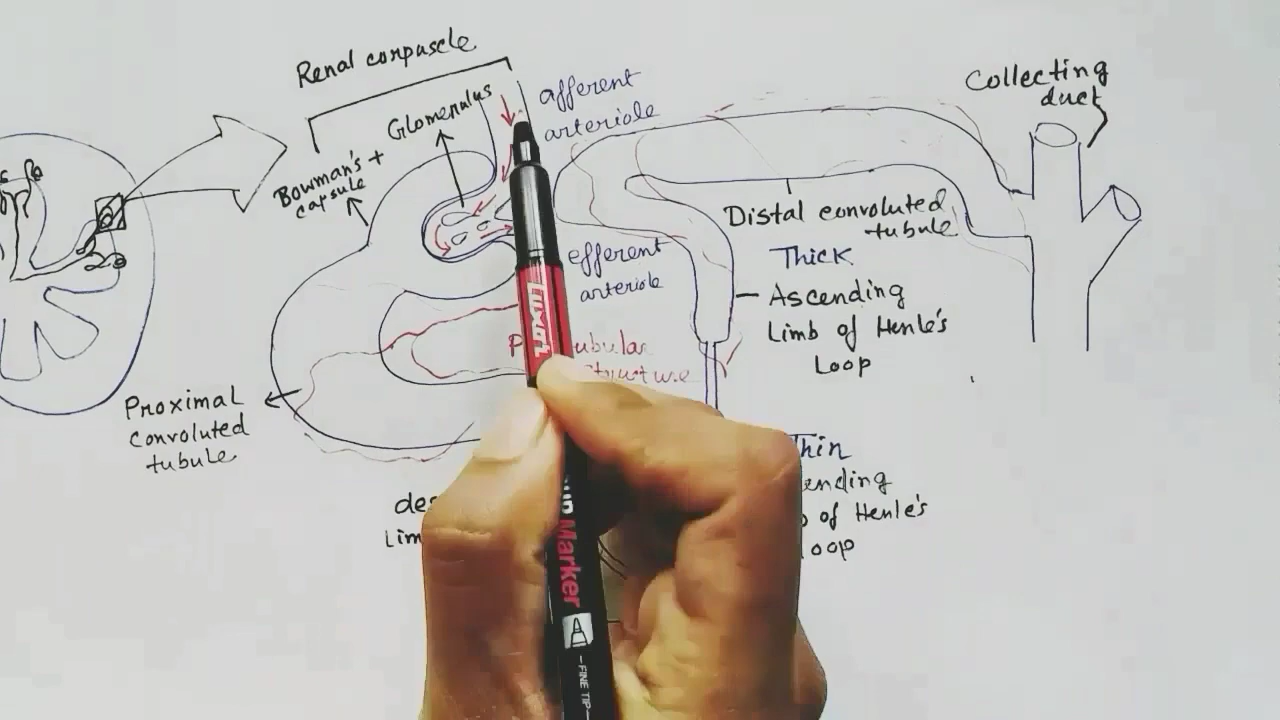 Renal corpuscle
Glomerulus
Bowman's +
capsule
afferent
arteriole
efferent
arteriole
Collecting
duct
Distal convoluted
tubule
Thick
Ascending
Limb of Henle's
Loop
Proximal
convoluted
tubule
Thin
of Henle's
Luxor
Marker
A
FINE TIP